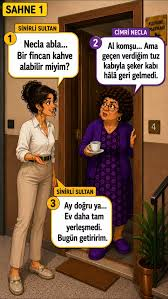 SAHNE 1
SİNİRLİ SULTAN
1
Necla abla...
Bir fincan kahve
alabilir miyim?
CİMRİ NECLA
2
Al komşu... Ama
geçen verdiğim tuz
kabıyla şeker kabı
hâlâ geri gelmedi.
SİNİRLİ SULTAN
3
Ay doğru ya...
Ev daha tam
yerleşmedi.
Bugün getiririm.